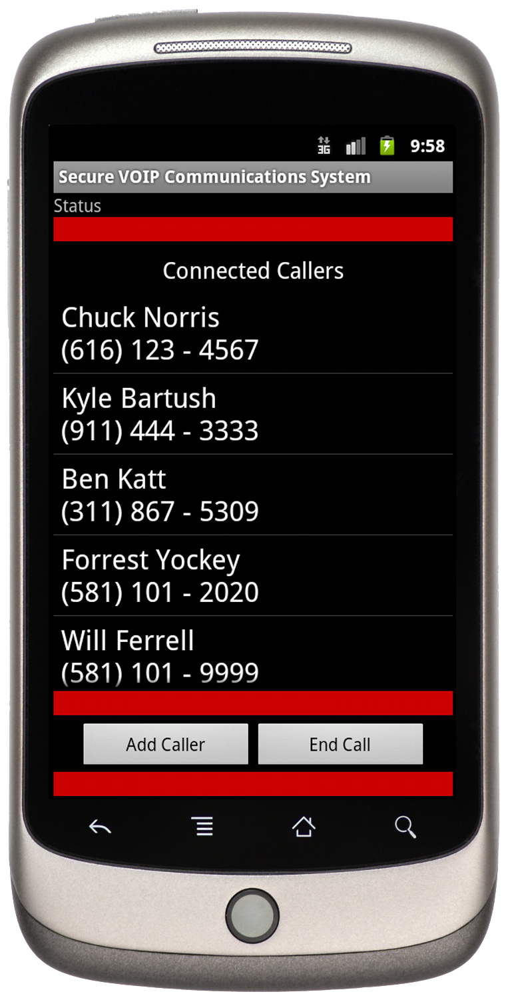 3G 9:58
Secure VOIP Communications System
Status
Connected Callers
Chuck Norris
(616) 123 - 4567
Kyle Bartush
(911) 444 - 3333
Ben Katt
(311) 867 - 5309
Forrest Yockey
(581) 101 - 2020
Will Ferrell
(581) 101 - 9999
Add Caller End Call